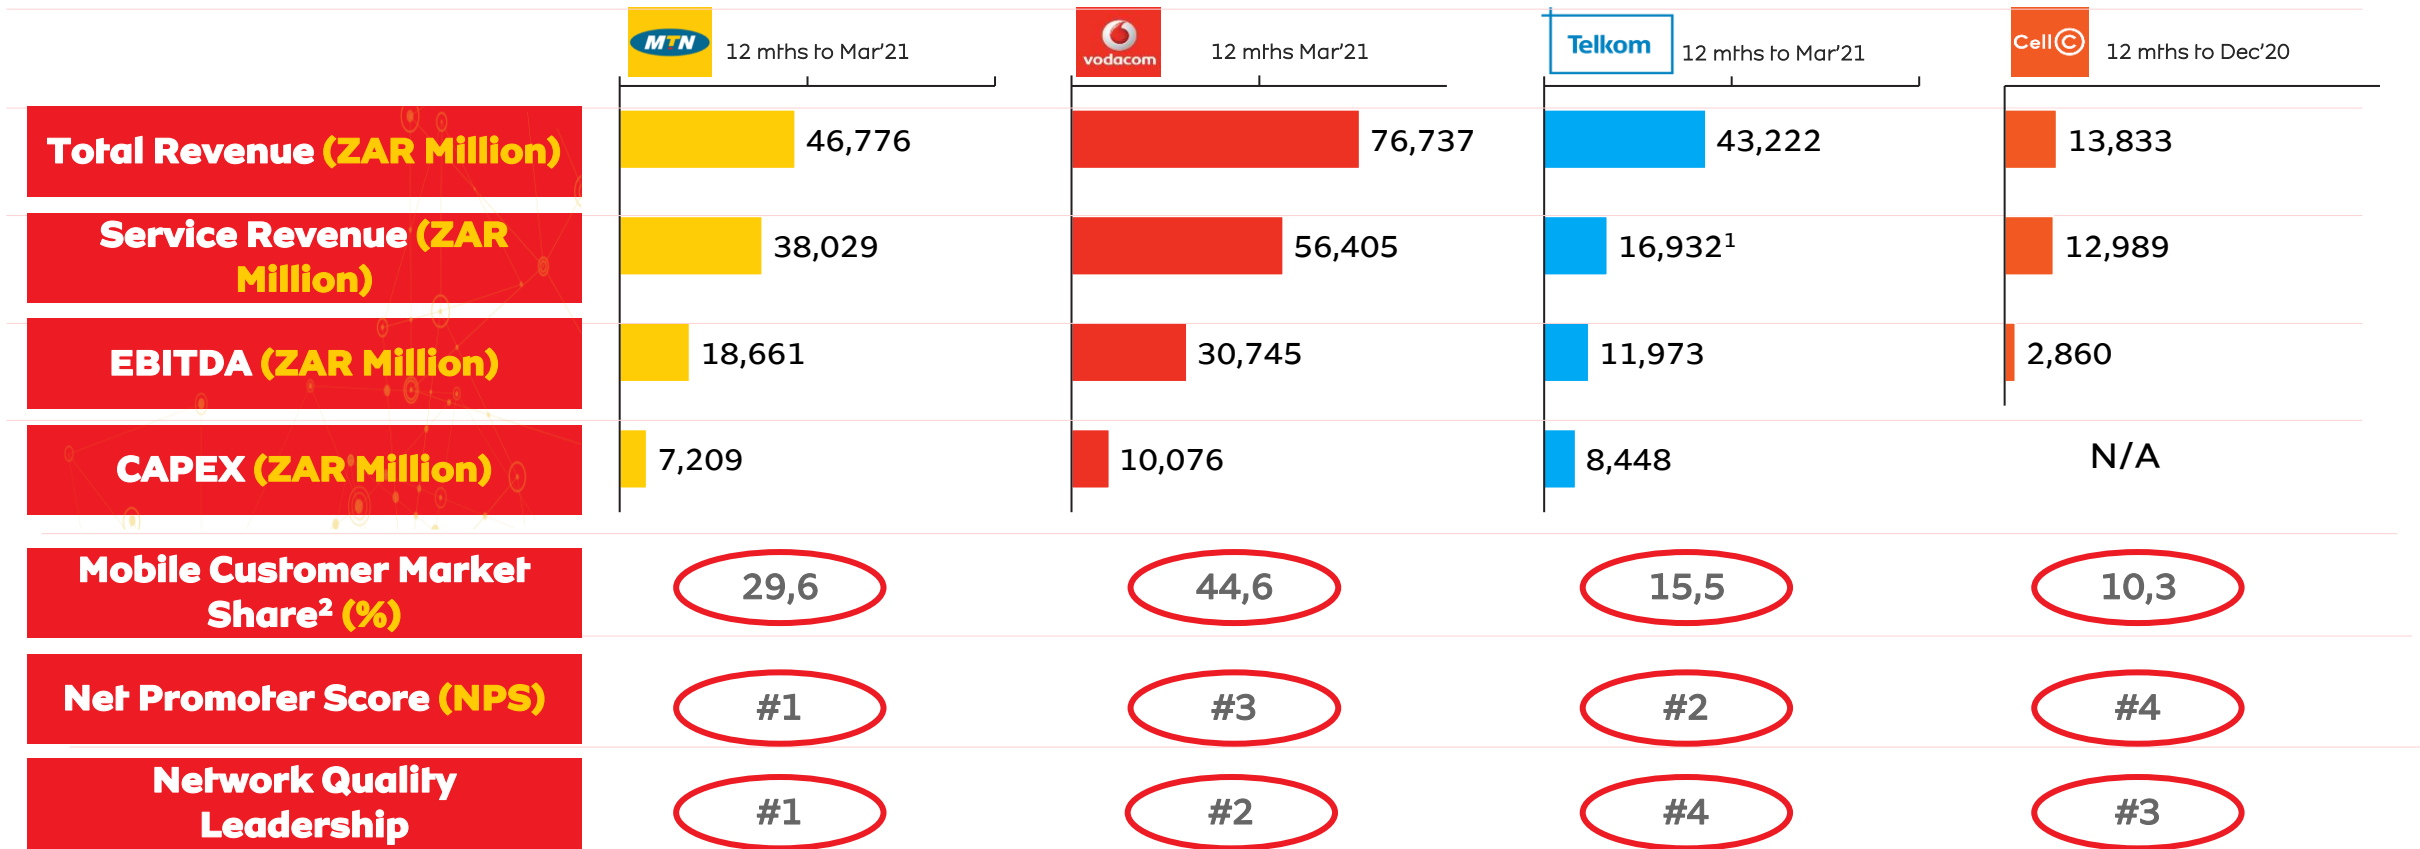 MTN
12 mths to Mar'21
vodacom
12 mths Mar'21
Telkom
12 mths to Mar'21
Cell C
12 mths to Dec'20
Total Revenue (ZAR Million)
46,776
76,737
43,222
13,833
Service Revenue (ZAR
Million)
38,029
56,405
16,932¹
12,989
EBITDA (ZAR Million)
18,661
30,745
11,973
2,860
CAPEX (ZAR Million)
7,209
10,076
8,448
N/A
Mobile Customer Market
Share² (%)
29,6
44,6
15,5
10,3
Net Promoter Score (NPS)
#1
#3
#2
#4
Network Quality
Leadership
#1
#2
#4
#3